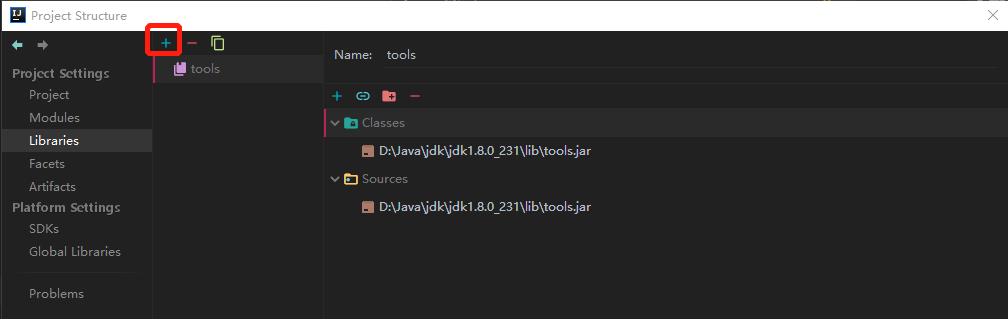 IJ Project Structure
Project Settings
Project
Modules
Libraries
Facets
Artifacts
Platform Settings
SDKs
Global Libraries
Problems
tools
Name: tools
Classes
D:\Java\jdk\jdk1.8.0_231\lib\tools.jar
Sources
D:\Java\jdk\jdk1.8.0_231\lib\tools.jar